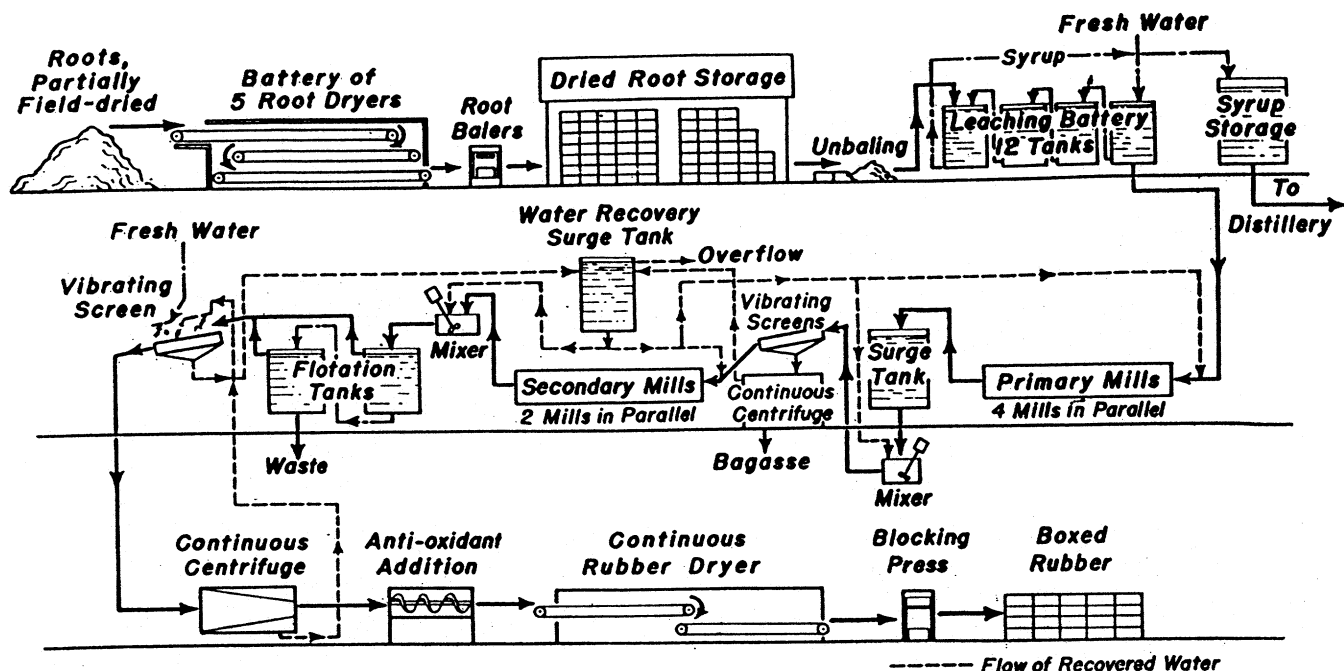 Roots,
Partially
Field-dried
Battery of
5 Root Dryers
Root
Balers
Dried Root Storage
Unbaling
Fresh Water
Syrup
Leaching Battery
12 Tanks
Syrup
Storage
To
Distillery
Fresh Water
Vibrating
Screen
Flotation
Tanks
Waste
Mixer
Water Recovery
Surge Tank
Overflow
Secondary Mills
2 Mills in Parallel
Vibrating
Screens
Continuous
Centrifuge
Bagasse
Surge
Tank
Mixer
Primary Mills
4 Mills in Parallel
Continuous
Centrifuge
Anti-oxidant
Addition
Continuous
Rubber Dryer
Blocking
Press
Boxed
Rubber
Flow of Recovered Water